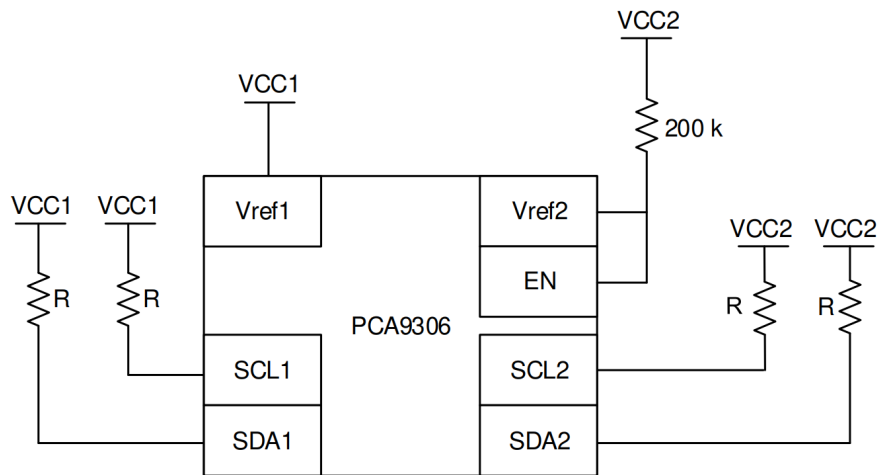 VCC2
VCC1
200 k
VCC1
VCC1
Vref1
Vref2
VCC2
VCC2
EN
R
R
R
R
PCA9306
SCL1
SCL2
SDA1
SDA2